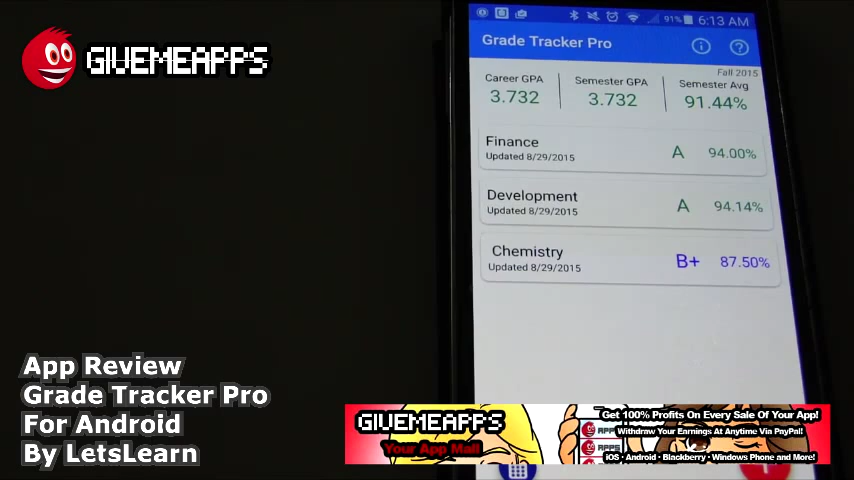 GIVEMEAPPS
91% 6:13 AM
Grade Tracker Pro
Fall 2015
Career GPA Semester GPA Semester Avg
3.732 3.732 91.44%
Finance
Updated 8/29/2015
A 94.00%
Development
Updated 8/29/2015
A 94.14%
Chemistry
Updated 8/29/2015
B+ 87.50%
App Review
Grade Tracker Pro
For Android
By LetsLearn
GIVEMEAPPS
Your App Mall
APPS
APPS
Get 100% Profits On Every Sale Of Your App!
Withdraw Your Earnings At Anytime Via PayPal!
iOS · Android · Blackberry · Windows Phone and More!